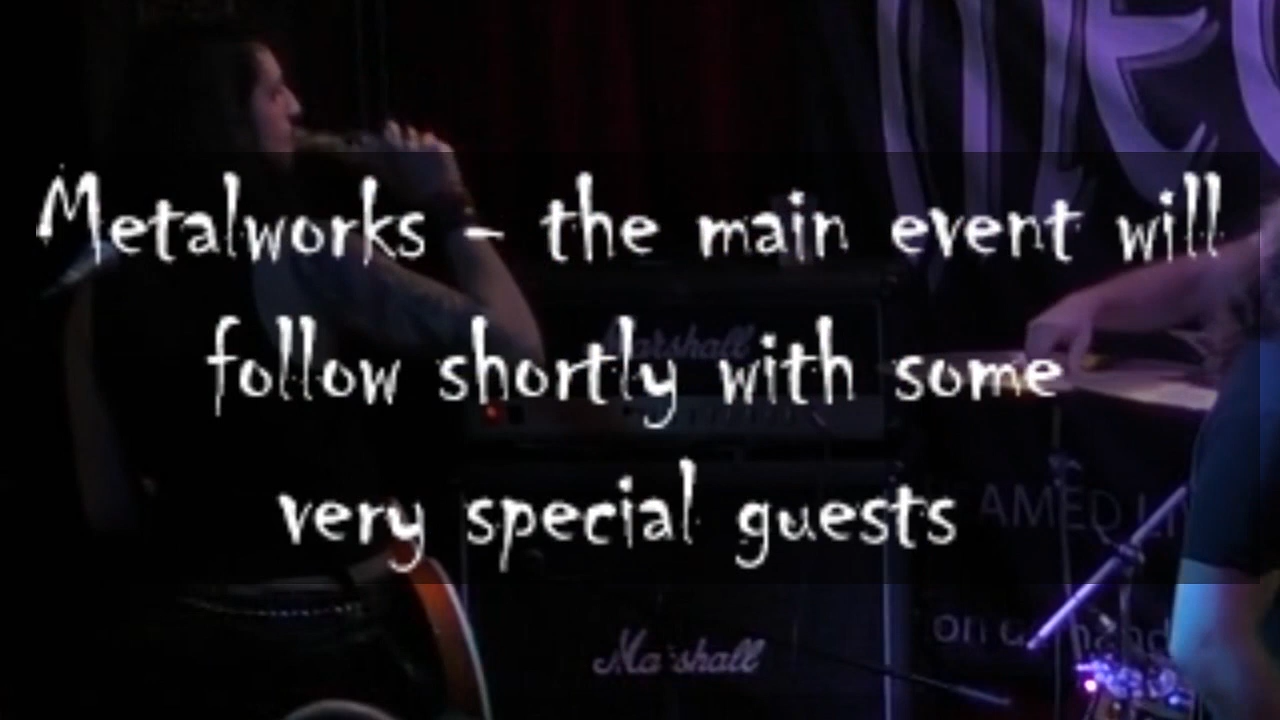 Metalworks - the main event will
follow shortly with some
very special guests
Marshall
Marshall